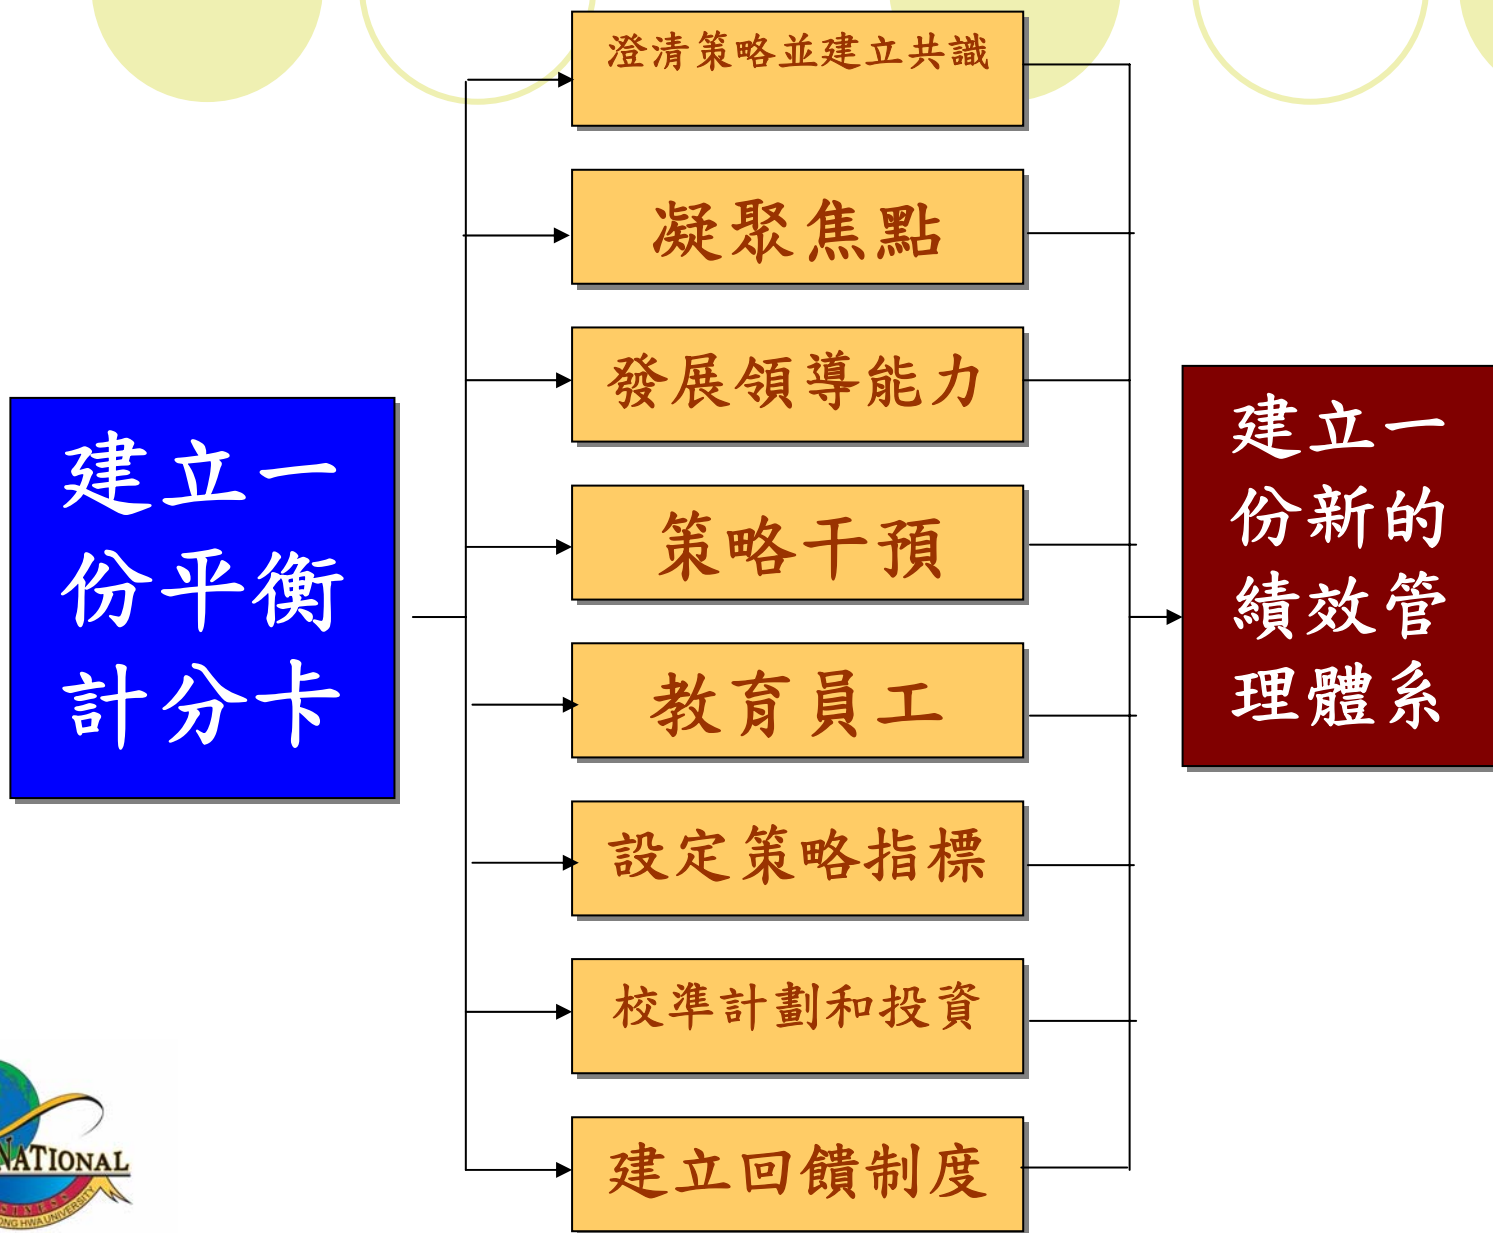 澄清策略並建立共識
凝聚焦點
發展領導能力
策略干預
教育員工
設定策略指標
校準計劃和投資
建立回饋制度
建立一
份平衡
計分卡
建立一
份新的
績效管
理體系
NATIONAL